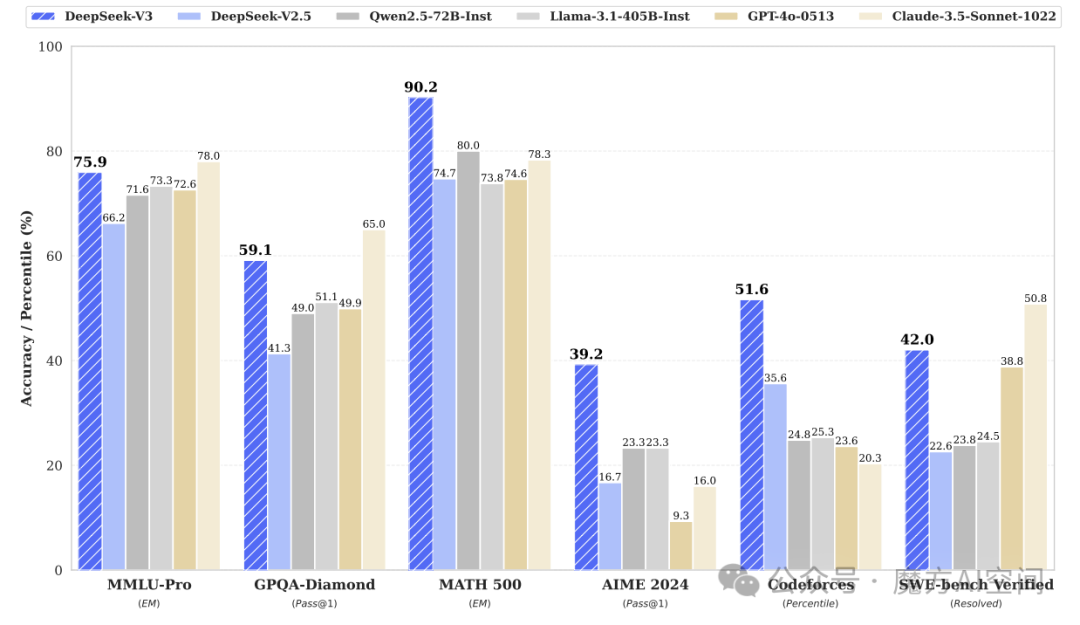 DeepSeek-V3 DeepSeek-V2.5 Qwen2.5-72B-Inst Llama-3.1-405B-Inst GPT-4o-0513 Claude-3.5-Sonnet-1022
Accuracy / Percentile (%)
100
80
60
40
20
0
75.9 66.2 71.6 73.3 72.6 78.0
59.1 41.3 49.0 51.1 49.9 65.0
90.2 74.7 80.0 73.8 74.6 78.3
39.2 16.7 23.3 23.3 9.3 16.0
51.6 35.6 24.8 25.3 23.6 20.3
42.0 22.6 23.8 24.5 38.8 50.8
MMLU-Pro GPQA-Diamond MATH 500 AIME 2024 Codeforces SWE-bench Verified
(EM) (Pass@1) (EM) (Pass@1) (Percentile) (Resolved)
公众号 · 魔方AI空间